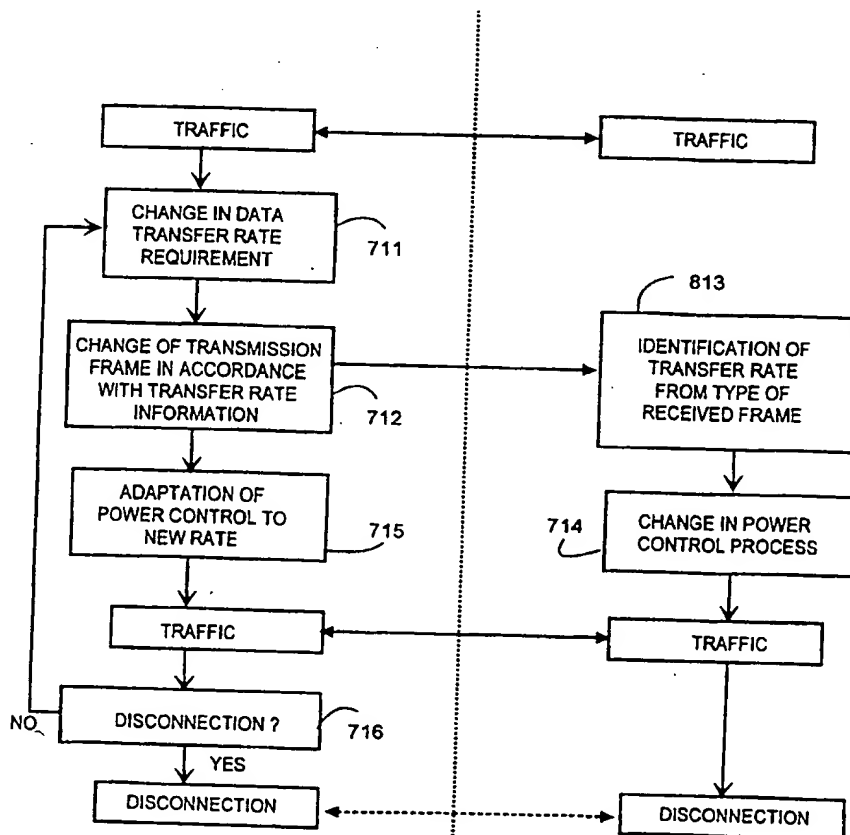 TRAFFIC
TRAFFIC
CHANGE IN DATA
TRANSFER RATE
REQUIREMENT
711
813
CHANGE OF TRANSMISSION
FRAME IN ACCORDANCE
WITH TRANSFER RATE
INFORMATION
712
IDENTIFICATION OF
TRANSFER RATE
FROM TYPE OF
RECEIVED FRAME
ADAPTATION OF
POWER CONTROL TO
NEW RATE
715
714
CHANGE IN POWER
CONTROL PROCESS
TRAFFIC
TRAFFIC
NO
DISCONNECTION ?
716
YES
DISCONNECTION
DISCONNECTION